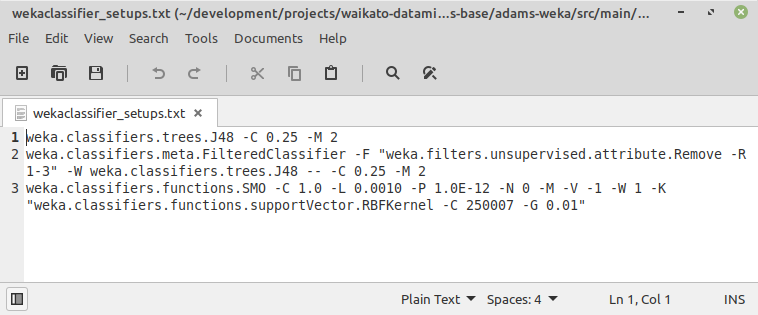 wekaclassifier_setups.txt (~/development/projects/waikato-datami...s-base/adams-weka/src/main/...
File Edit View Search Tools Documents Help
wekaclassifier_setups.txt
1 weka.classifiers.trees.J48 -C 0.25 -M 2
2 weka.classifiers.meta.FilteredClassifier -F "weka.filters.unsupervised.attribute.Remove -R
1-3" -W weka.classifiers.trees.J48 -- -C 0.25 -M 2
3 weka.classifiers.functions.SMO -C 1.0 -L 0.0010 -P 1.0E-12 -N 0 -M -V -1 -W 1 -K
"weka.classifiers.functions.supportVector.RBFKernel -C 250007 -G 0.01"
Plain Text Spaces: 4 Ln 1, Col 1 INS